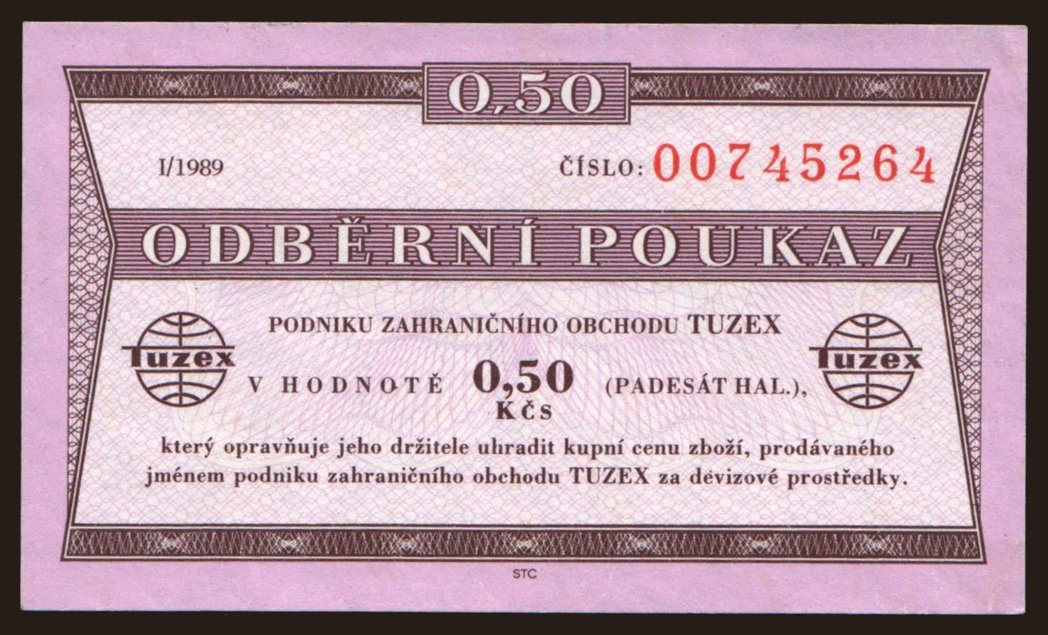 0,50
I/1989 ČÍSLO: 00745264
ODBĚRNÍ POUKAZ
PODNIKU ZAHRANIČNÍHO OBCHODU TUZEX
Tuzex V HODNOTĚ 0,50 (PADESÁT HAL.), Tuzex
KČS
který opravňuje jeho držitele uhradit kupní cenu zboží, prodávaného
jménem podniku zahraničního obchodu TUZEX za devizové prostředky.
STC